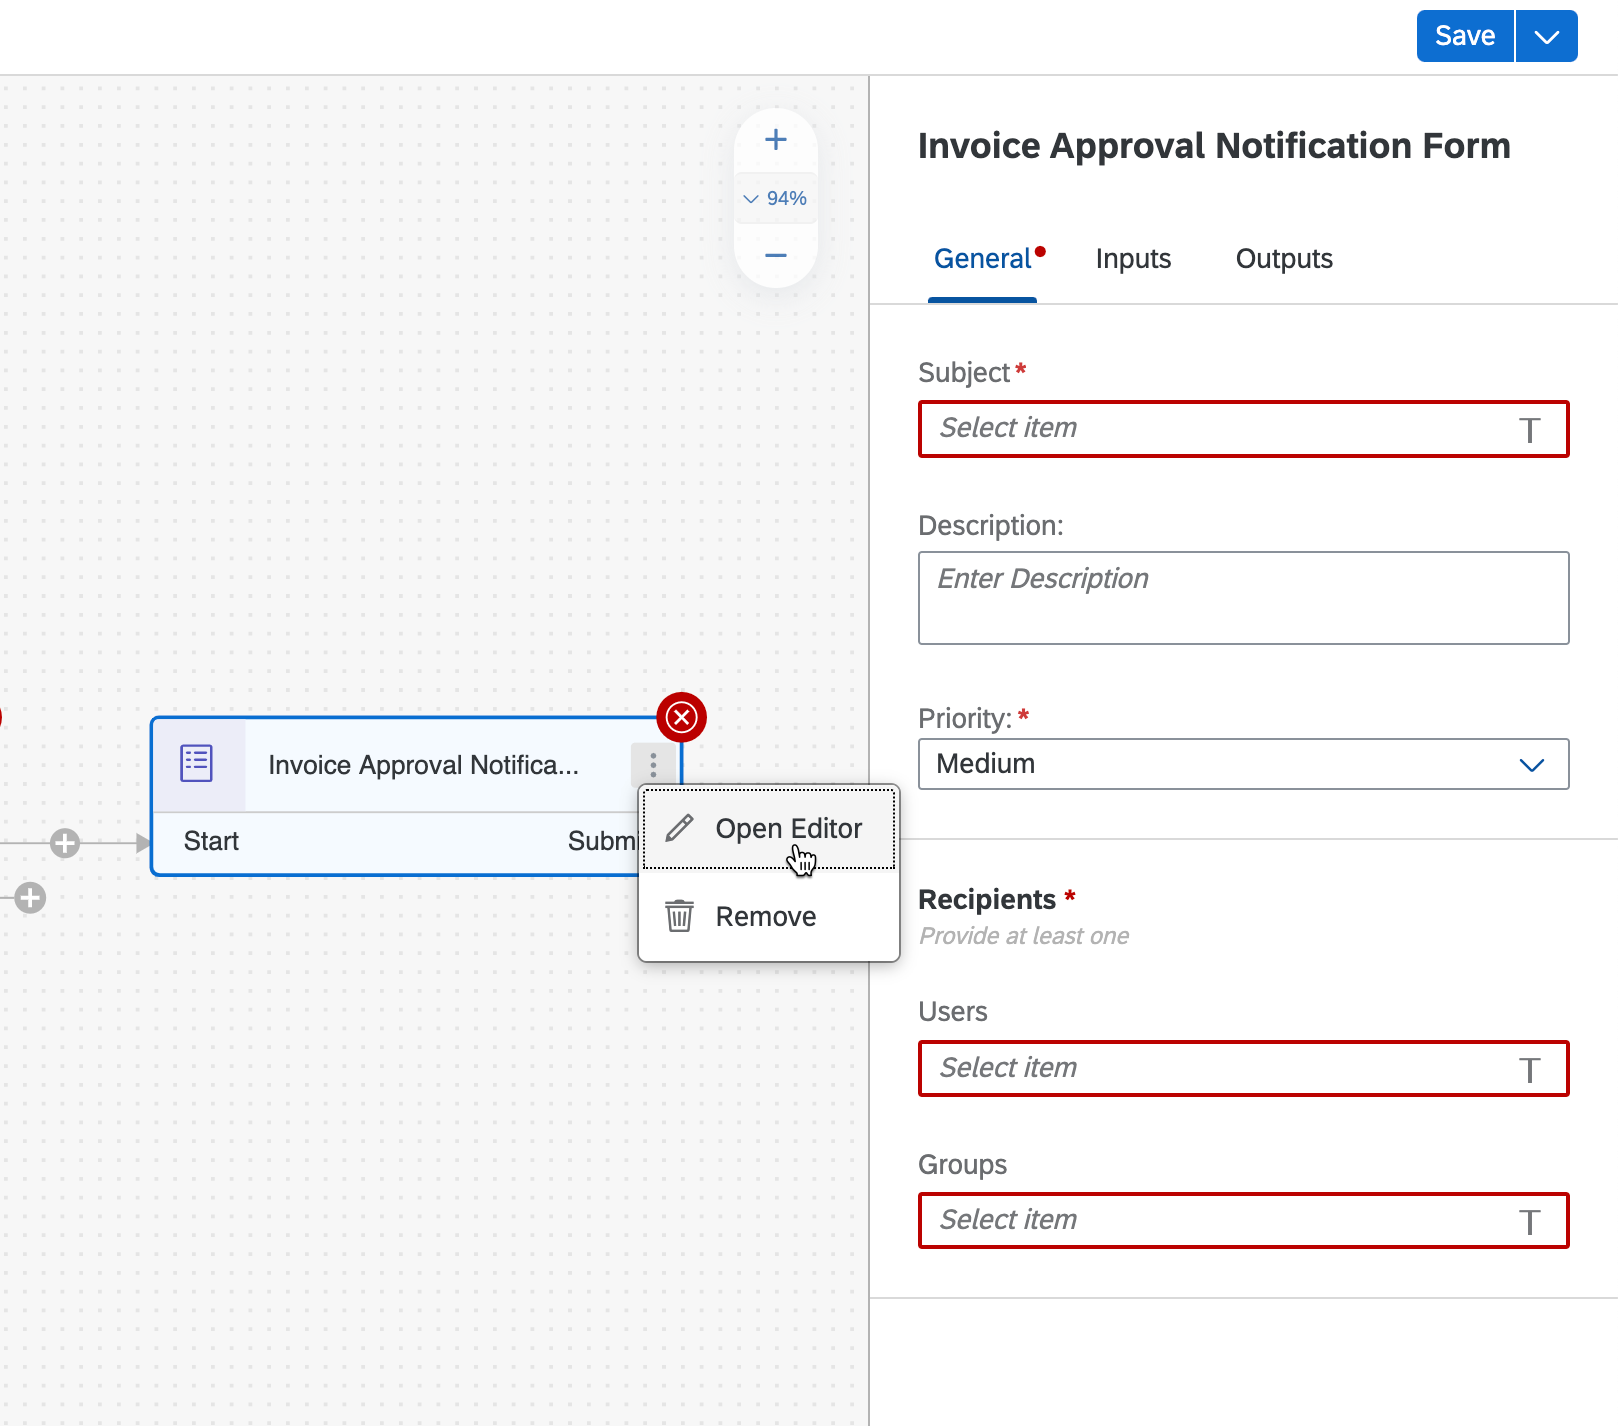 Save
94%
Invoice Approval Notification Form
General
Inputs
Outputs
Subject*
Select item
Description:
Enter Description
Priority: *
Medium
Invoice Approval Notifica...
Start
Submi
Open Editor
Remove
Recipients *
Provide at least one
Users
Select item
Groups
Select item